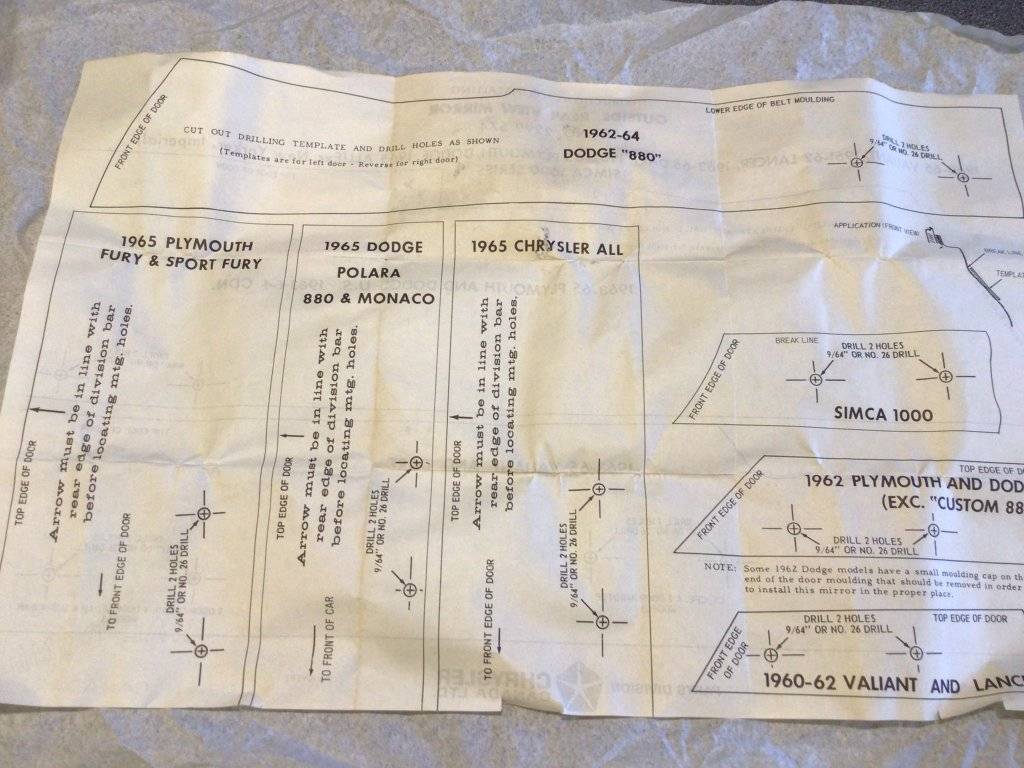 FRONT EDGE OF DOOR
CUT OUT DRILLING TEMPLATE AND DRILL HOLES AS SHOWN
(Templates are for left door - Reverse for right door)
1962-64
DODGE "880"
LOWER EDGE OF BELT MOULDING
DRILL 2 HOLES
9/64" OR NO. 26 DRILL
1965 PLYMOUTH
FURY & SPORT FURY
Arrow must be in line with
rear edge of division bar
before locating mtg. holes.
TOP EDGE OF DOOR
TO FRONT EDGE OF DOOR
DRILL 2 HOLES
9/64" OR NO. 26 DRILL
1965 DODGE
POLARA
880 & MONACO
Arrow must be in line with
rear edge of division bar
before locating mtg. holes.
TOP EDGE OF DOOR
TO FRONT OF CAR
DRILL 2 HOLES
9/64" OR NO. 26 DRILL
1965 CHRYSLER ALL
Arrow must be in line with
rear edge of division bar
before locating mtg. holes.
TOP EDGE OF DOOR
TO FRONT EDGE OF DOOR
DRILL 2 HOLES
9/64" OR NO. 26 DRILL
APPLICATION (FRONT VIEW)
BREAK LINE
TEMPLA
FRONT EDGE OF DOOR
BREAK LINE
DRILL 2 HOLES
9/64" OR NO. 26 DRILL
SIMCA 1000
FRONT EDGE OF DOOR
TOP EDGE OF DO
1962 PLYMOUTH AND DOD
(EXC. "CUSTOM 88
DRILL 2 HOLES
9/64" OR NO. 26 DRILL
NOTE: Some 1962 Dodge models have a small moulding cap on th
end of the door moulding that should be removed in order
to install this mirror in the proper place.
FRONT EDGE
OF DOOR
DRILL 2 HOLES
9/64" OR NO. 26 DRILL
TOP EDGE OF DOOR
1960-62 VALIANT AND LANC